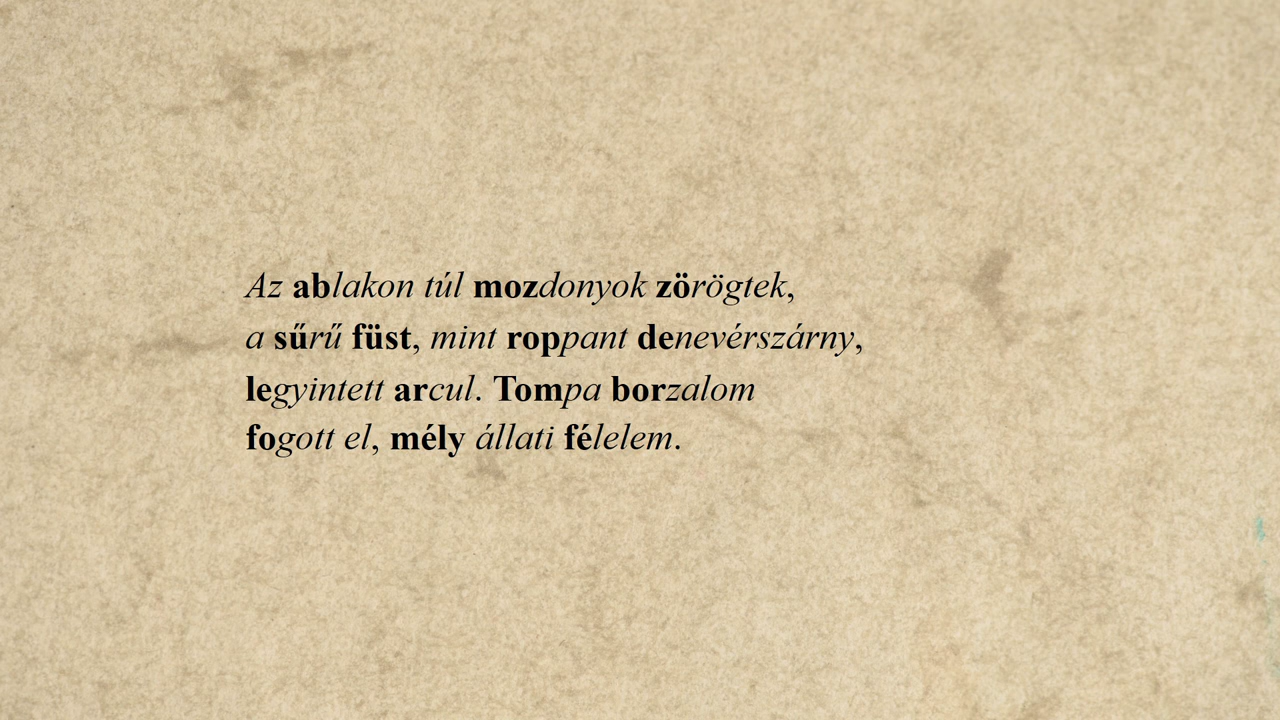 Az ablakon túl mozdonyok zörögtek,
a sűrű füst, mint roppant denevérszárny,
legyintett arcul. Tompa borzalom
fogott el, mély állati félelem.